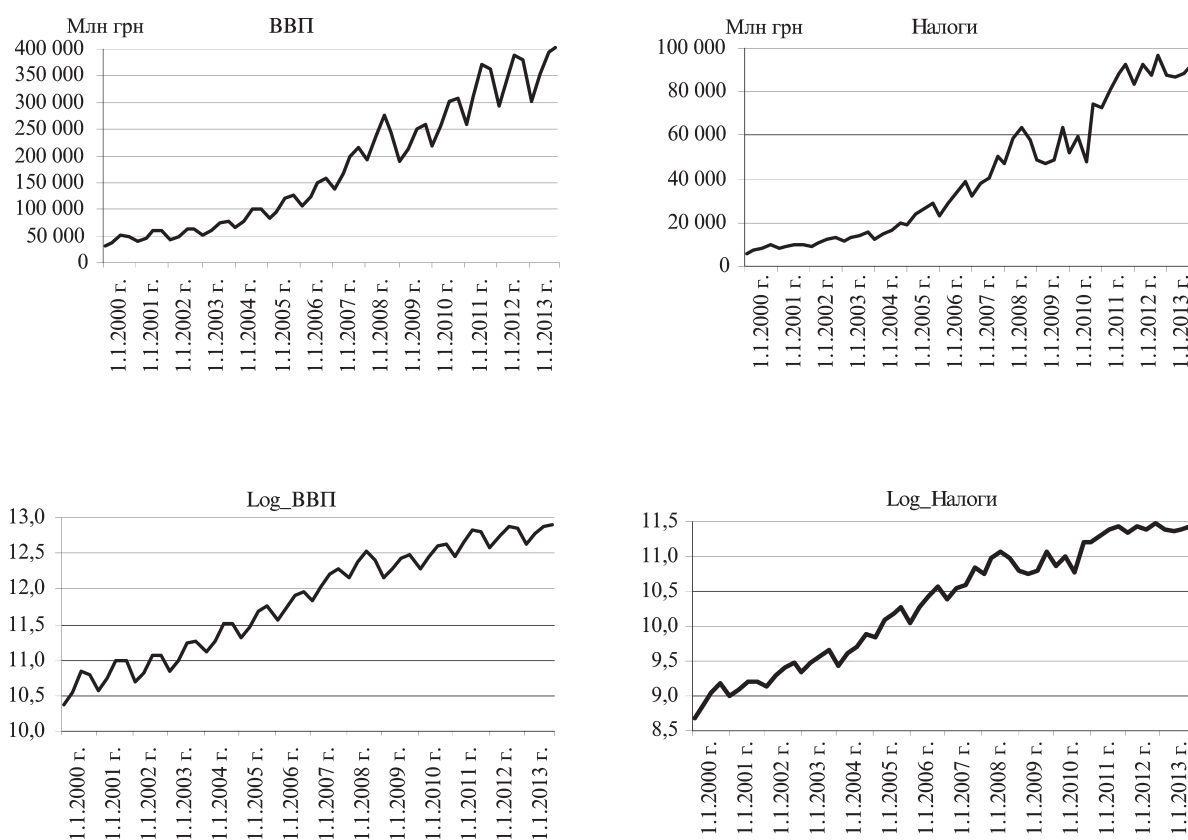 Млн грн
ВВП
400 000
350 000
300 000
250 000
200 000
150 000
100 000
50 000
0
1.1.2000 г.
1.1.2001 г.
1.1.2002 г.
1.1.2003 г.
1.1.2004 г.
1.1.2005 г.
1.1.2006 г.
1.1.2007 г.
1.1.2008 г.
1.1.2009 г.
1.1.2010 г.
1.1.2011 г.
1.1.2012 г.
1.1.2013 г.
Млн грн
Налоги
100 000
80 000
60 000
40 000
20 000
0
1.1.2000 г.
1.1.2001 г.
1.1.2002 г.
1.1.2003 г.
1.1.2004 г.
1.1.2005 г.
1.1.2006 г.
1.1.2007 г.
1.1.2008 г.
1.1.2009 г.
1.1.2010 г.
1.1.2011 г.
1.1.2012 г.
1.1.2013 г.
Log_ВВП
13,0
12,5
12,0
11,5
11,0
10,5
10,0
1.1.2000 г.
1.1.2001 г.
1.1.2002 г.
1.1.2003 г.
1.1.2004 г.
1.1.2005 г.
1.1.2006 г.
1.1.2007 г.
1.1.2008 г.
1.1.2009 г.
1.1.2010 г.
1.1.2011 г.
1.1.2012 г.
1.1.2013 г.
Log_Налоги
11,5
11,0
10,5
10,0
9,5
9,0
8,5
1.1.2000 г.
1.1.2001 г.
1.1.2002 г.
1.1.2003 г.
1.1.2004 г.
1.1.2005 г.
1.1.2006 г.
1.1.2007 г.
1.1.2008 г.
1.1.2009 г.
1.1.2010 г.
1.1.2011 г.
1.1.2012 г.
1.1.2013 г.